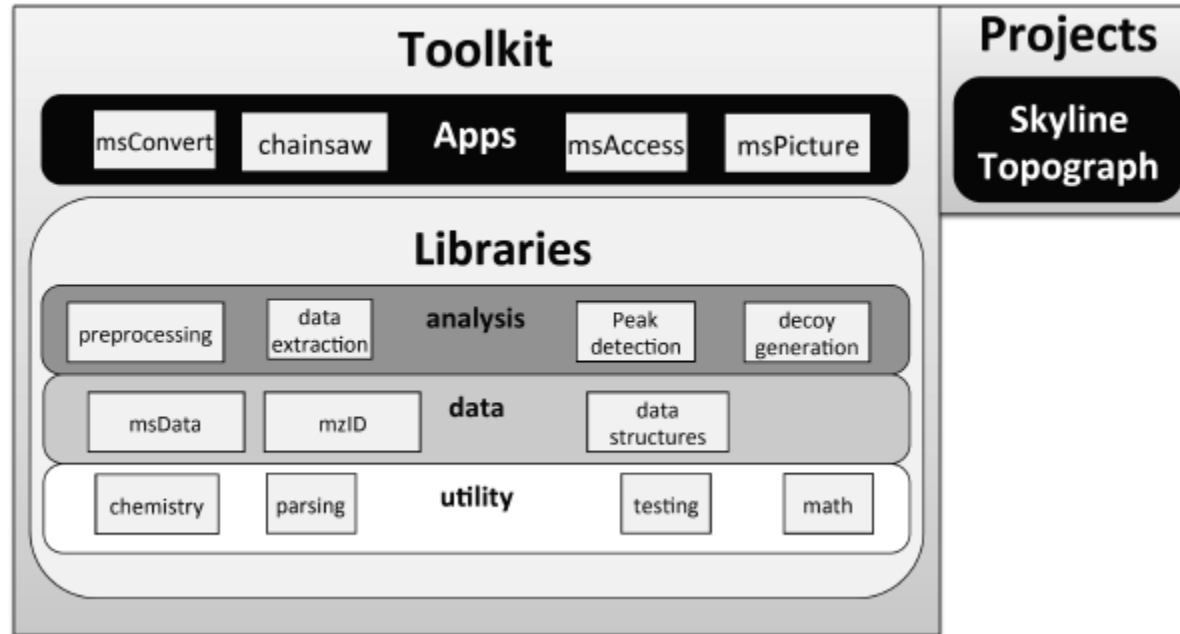 Toolkit
Projects
Skyline
Topograph
msConvert
chainsaw
Apps
msAccess
msPicture
Libraries
preprocessing
data
extraction
analysis
Peak
detection
decoy
generation
msData
mzID
data
data
structures
chemistry
parsing
utility
testing
math